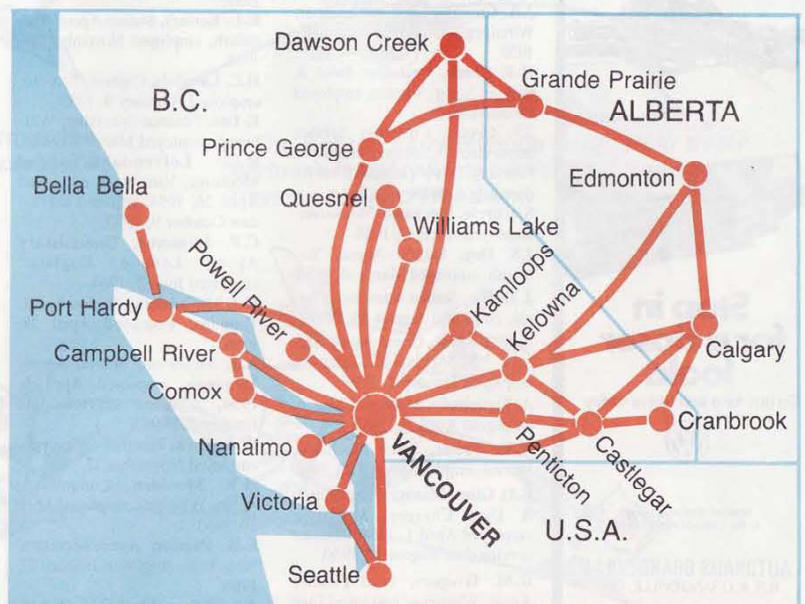 Dawson Creek
Grande Prairie
B.C.
ALBERTA
Prince George
Edmonton
Bella Bella
Quesnel
Williams Lake
Powell River
Kamloops
Kelowna
Port Hardy
Calgary
Campbell River
Comox
Cranbrook
Nanaimo
VANCOUVER
Penticton
Castlegar
Victoria
U.S.A.
Seattle